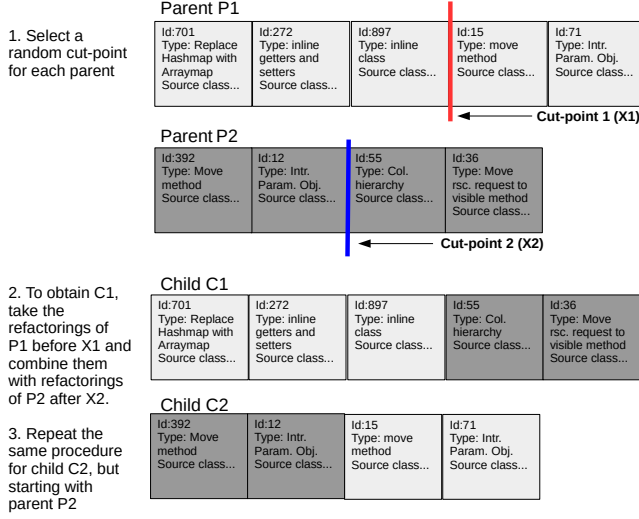 Parent P1
1. Select a
random cut-point
for each parent
Id:701
Type: Replace
Hashmap with
Arraymap
Source class...
Id:272
Type: inline
getters and
setters
Source class...
Id:897
Type: inline
class
Source class...
Id:15
Type: move
method
Source class...
Id:71
Type: Intr.
Param. Obj.
Source class...
Cut-point 1 (X1)
Parent P2
Id:392
Type: Move
method
Source class...
Id:12
Type: Intr.
Param. Obj.
Source class...
Id:55
Type: Col.
hierarchy
Source class...
Id:36
Type: Move
rsc. request to
visible method
Source class...
Cut-point 2 (X2)
2. To obtain C1,
take the
refactorings of
P1 before X1 and
combine them
with refactorings
of P2 after X2.
Child C1
Id:701
Type: Replace
Hashmap with
Arraymap
Source class...
Id:272
Type: inline
getters and
setters
Source class...
Id:897
Type: inline
class
Source class...
Id:55
Type: Col.
hierarchy
Source class...
Id:36
Type: Move
rsc. request to
visible method
Source class...
3. Repeat the
same procedure
for child C2, but
starting with
parent P2
Child C2
Id:392
Type: Move
method
Source class...
Id:12
Type: Intr.
Param. Obj.
Source class...
Id:15
Type: move
method
Source class...
Id:71
Type: Intr.
Param. Obj.
Source class...